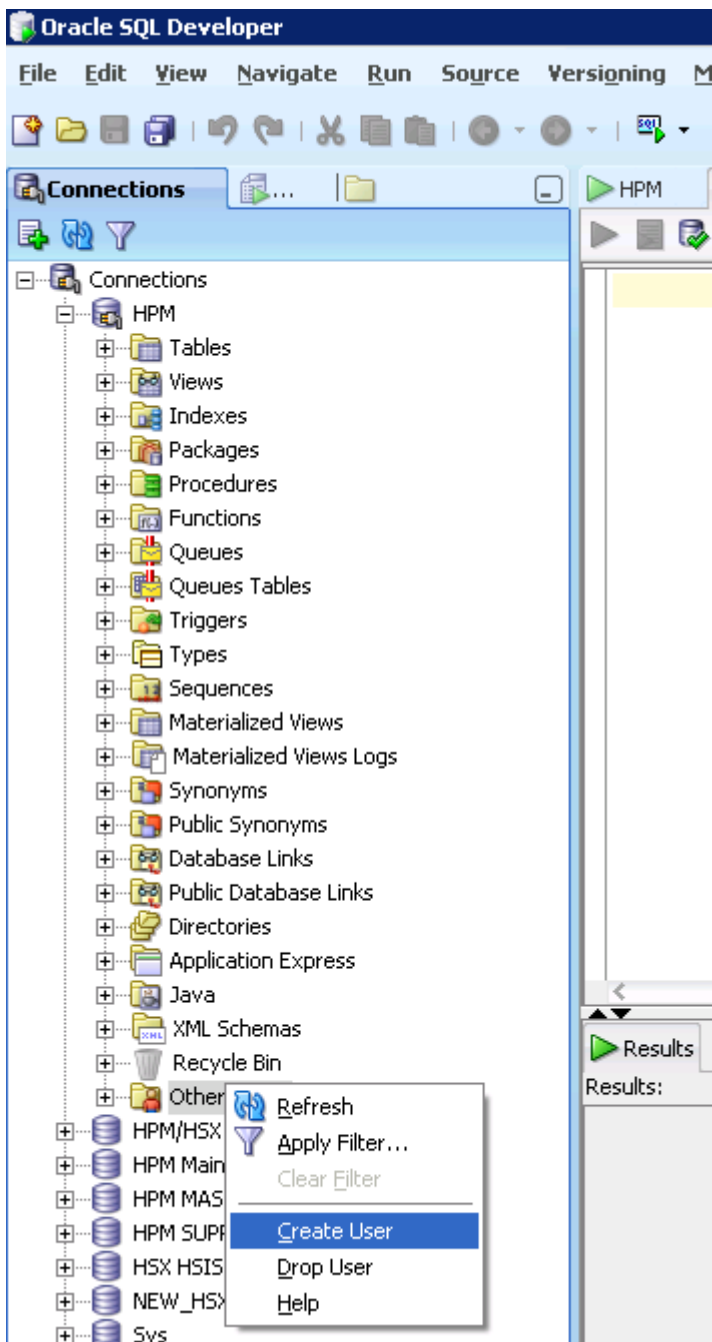 Oracle SQL Developer
File Edit View Navigate Run Source Versioning M
SQL
Connections ... HPM
Connections
HPM
Tables
Views
Indexes
Packages
Procedures
Functions
Queues
Queues Tables
Triggers
Types
Sequences
Materialized Views
Materialized Views Logs
Synonyms
Public Synonyms
Database Links
Public Database Links
Directories
Application Express
Java
XML Schemas
Recycle Bin
Other
Refresh
Apply Filter...
Clear Filter
Create User
Drop User
Help
HPM/HSX
HPM Main
HPM MAS
HPM SUPP
HSX HSIS
NEW_HSX
Sys
Results
Results: